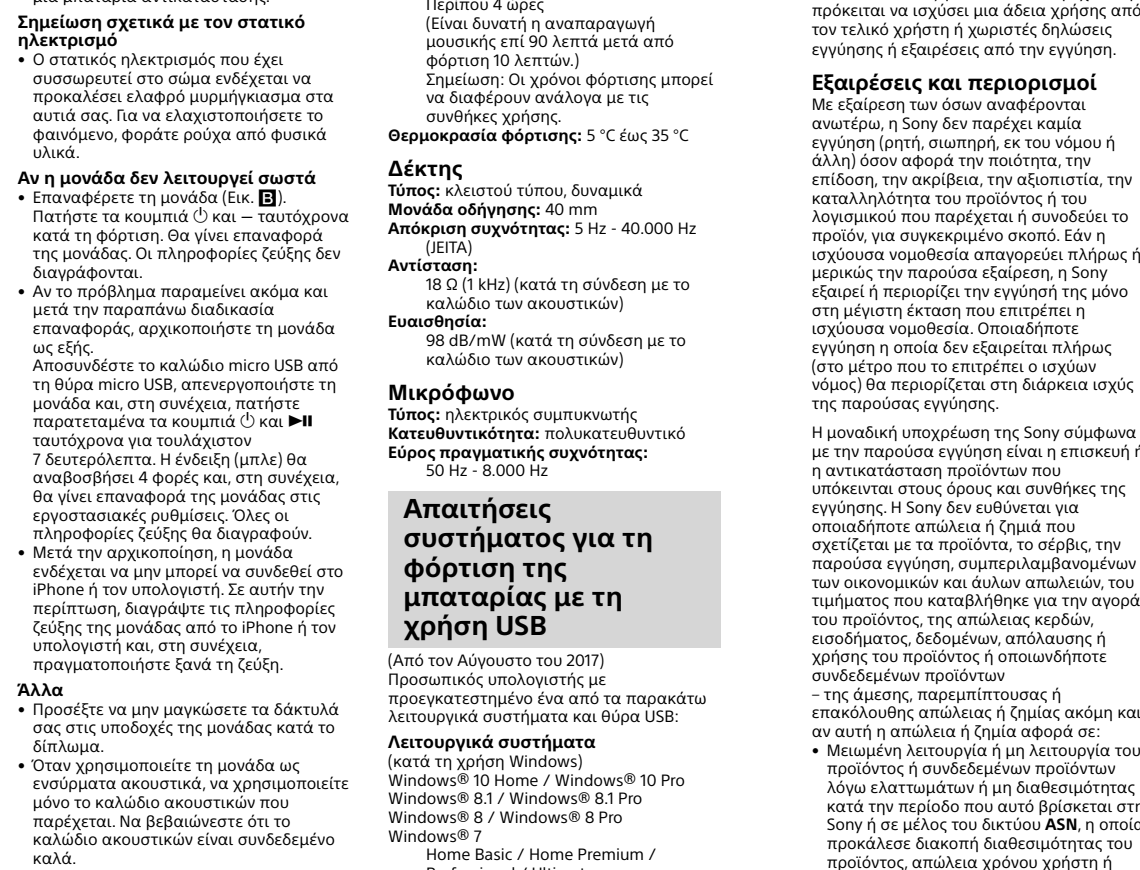 μια μπαταρία αντικατάστασης.
Σημείωση σχετικά με τον στατικό
ηλεκτρισμό
• Ο στατικός ηλεκτρισμός που έχει
συσσωρευτεί στο σώμα ενδέχεται να
προκαλέσει ελαφρό μυρμήγκιασμα στα
αυτιά σας. Για να ελαχιστοποιήσετε το
φαινόμενο, φοράτε ρούχα από φυσικά
υλικά.
Αν η μονάδα δεν λειτουργεί σωστά
• Επαναφέρετε τη μονάδα (Εικ. B).
Πατήστε τα κουμπιά ⏻ και − ταυτόχρονα
κατά τη φόρτιση. Θα γίνει επαναφορά
της μονάδας. Οι πληροφορίες ζεύξης δεν
διαγράφονται.
• Αν το πρόβλημα παραμείνει ακόμα και
μετά την παραπάνω διαδικασία
επαναφοράς, αρχικοποιήστε τη μονάδα
ως εξής.
Αποσυνδέστε το καλώδιο micro USB από
τη θύρα micro USB, απενεργοποιήστε τη
μονάδα και, στη συνέχεια, πατήστε
παρατεταμένα τα κουμπιά ⏻ και ⏯
ταυτόχρονα για τουλάχιστον
7 δευτερόλεπτα. Η ένδειξη (μπλε) θα
αναβοσβήσει 4 φορές και, στη συνέχεια,
θα γίνει επαναφορά της μονάδας στις
εργοστασιακές ρυθμίσεις. Όλες οι
πληροφορίες ζεύξης θα διαγραφούν.
• Μετά την αρχικοποίηση, η μονάδα
ενδέχεται να μην μπορεί να συνδεθεί στο
iPhone ή τον υπολογιστή. Σε αυτήν την
περίπτωση, διαγράψτε τις πληροφορίες
ζεύξης της μονάδας από το iPhone ή τον
υπολογιστή και, στη συνέχεια,
πραγματοποιήστε ξανά τη ζεύξη.
Άλλα
• Προσέξτε να μην μαγκώσετε τα δάκτυλά
σας στις υποδοχές της μονάδας κατά το
δίπλωμα.
• Όταν χρησιμοποιείτε τη μονάδα ως
ενσύρματα ακουστικά, να χρησιμοποιείτε
μόνο το καλώδιο ακουστικών που
παρέχεται. Να βεβαιώνεστε ότι το
καλώδιο ακουστικών είναι συνδεδεμένο
καλά.
Περίπου 4 ώρες
(Είναι δυνατή η αναπαραγωγή
μουσικής επί 90 λεπτά μετά από
φόρτιση 10 λεπτών.)
Σημείωση: Οι χρόνοι φόρτισης μπορεί
να διαφέρουν ανάλογα με τις
συνθήκες χρήσης.
Θερμοκρασία φόρτισης: 5 °C έως 35 °C
Δέκτης
Τύπος: κλειστού τύπου, δυναμικά
Μονάδα οδήγησης: 40 mm
Απόκριση συχνότητας: 5 Hz - 40.000 Hz
(JEITA)
Αντίσταση:
18 Ω (1 kHz) (κατά τη σύνδεση με το
καλώδιο των ακουστικών)
Ευαισθησία:
98 dB/mW (κατά τη σύνδεση με το
καλώδιο των ακουστικών)
Μικρόφωνο
Τύπος: ηλεκτρικός συμπυκνωτής
Κατευθυντικότητα: πολυκατευθυντικό
Εύρος πραγματικής συχνότητας:
50 Hz - 8.000 Hz
Απαιτήσεις
συστήματος για τη
φόρτιση της
μπαταρίας με τη
χρήση USB
(Από τον Αύγουστο του 2017)
Προσωπικός υπολογιστής με
προεγκατεστημένο ένα από τα παρακάτω
λειτουργικά συστήματα και θύρα USB:
Λειτουργικά συστήματα
(κατά τη χρήση Windows)
Windows® 10 Home / Windows® 10 Pro
Windows® 8.1 / Windows® 8.1 Pro
Windows® 8 / Windows® 8 Pro
Windows® 7
Home Basic / Home Premium /
πρόκειται να ισχύσει μια άδεια χρήσης από
τον τελικό χρήστη ή χωριστές δηλώσεις
εγγύησης ή εξαιρέσεις από την εγγύηση.
Εξαιρέσεις και περιορισμοί
Με εξαίρεση των όσων αναφέρονται
ανωτέρω, η Sony δεν παρέχει καμία
εγγύηση (ρητή, σιωπηρή, εκ του νόμου ή
άλλη) όσον αφορά την ποιότητα, την
επίδοση, την ακρίβεια, την αξιοπιστία, την
καταλληλότητα του προϊόντος ή του
λογισμικού που παρέχεται ή συνοδεύει το
προϊόν, για συγκεκριμένο σκοπό. Εάν η
ισχύουσα νομοθεσία απαγορεύει πλήρως ή
μερικώς την παρούσα εξαίρεση, η Sony
εξαιρεί ή περιορίζει την εγγύησή της μόνο
στη μέγιστη έκταση που επιτρέπει η
ισχύουσα νομοθεσία. Οποιαδήποτε
εγγύηση η οποία δεν εξαιρείται πλήρως
(στο μέτρο που το επιτρέπει ο ισχύων
νόμος) θα περιορίζεται στη διάρκεια ισχύς
της παρούσας εγγύησης.
Η μοναδική υποχρέωση της Sony σύμφωνα
με την παρούσα εγγύηση είναι η επισκευή ή
η αντικατάσταση προϊόντων που
υπόκεινται στους όρους και συνθήκες της
εγγύησης. Η Sony δεν ευθύνεται για
οποιαδήποτε απώλεια ή ζημιά που
σχετίζεται με τα προϊόντα, το σέρβις, την
παρούσα εγγύηση, συμπεριλαμβανομένων
των οικονομικών και άυλων απωλειών, του
τιμήματος που καταβλήθηκε για την αγορά
του προϊόντος, της απώλειας κερδών,
εισοδήματος, δεδομένων, απόλαυσης ή
χρήσης του προϊόντος ή οποιωνδήποτε
συνδεδεμένων προϊόντων
– της άμεσης, παρεμπίπτουσας ή
επακόλουθης απώλειας ή ζημίας ακόμη και
αν αυτή η απώλεια ή ζημία αφορά σε:
• Μειωμένη λειτουργία ή μη λειτουργία του
προϊόντος ή συνδεδεμένων προϊόντων
λόγω ελαττωμάτων ή μη διαθεσιμότητας
κατά την περίοδο που αυτό βρίσκεται στη
Sony ή σε μέλος του δικτύου ASN, η οποία
προκάλεσε διακοπή διαθεσιμότητας του
προϊόντος, απώλεια χρόνου χρήστη ή